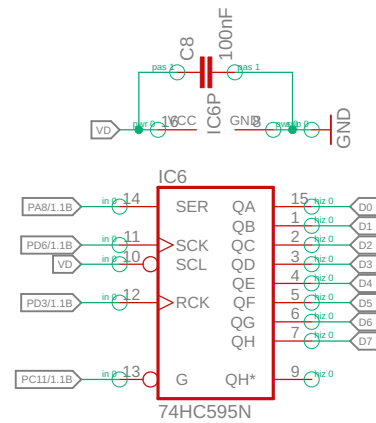 C8
100nF
pas 1
pas 1
IC6P
VD
pwr 0
16
VCC
GND
8
GND
IC6
PA8/1.1B
in 0
14
SER
QA
15
hiz 0
D0
QB
1
hiz 0
D1
PD6/1.1B
in 0
11
SCK
QC
2
hiz 0
D2
VD
in 0
10
SCL
QD
3
hiz 0
D3
QE
4
hiz 0
D4
PD3/1.1B
in 0
12
RCK
QF
5
hiz 0
D5
QG
6
hiz 0
D6
QH
7
hiz 0
D7
PC11/1.1B
in 0
13
G
QH*
9
hiz 0
74HC595N